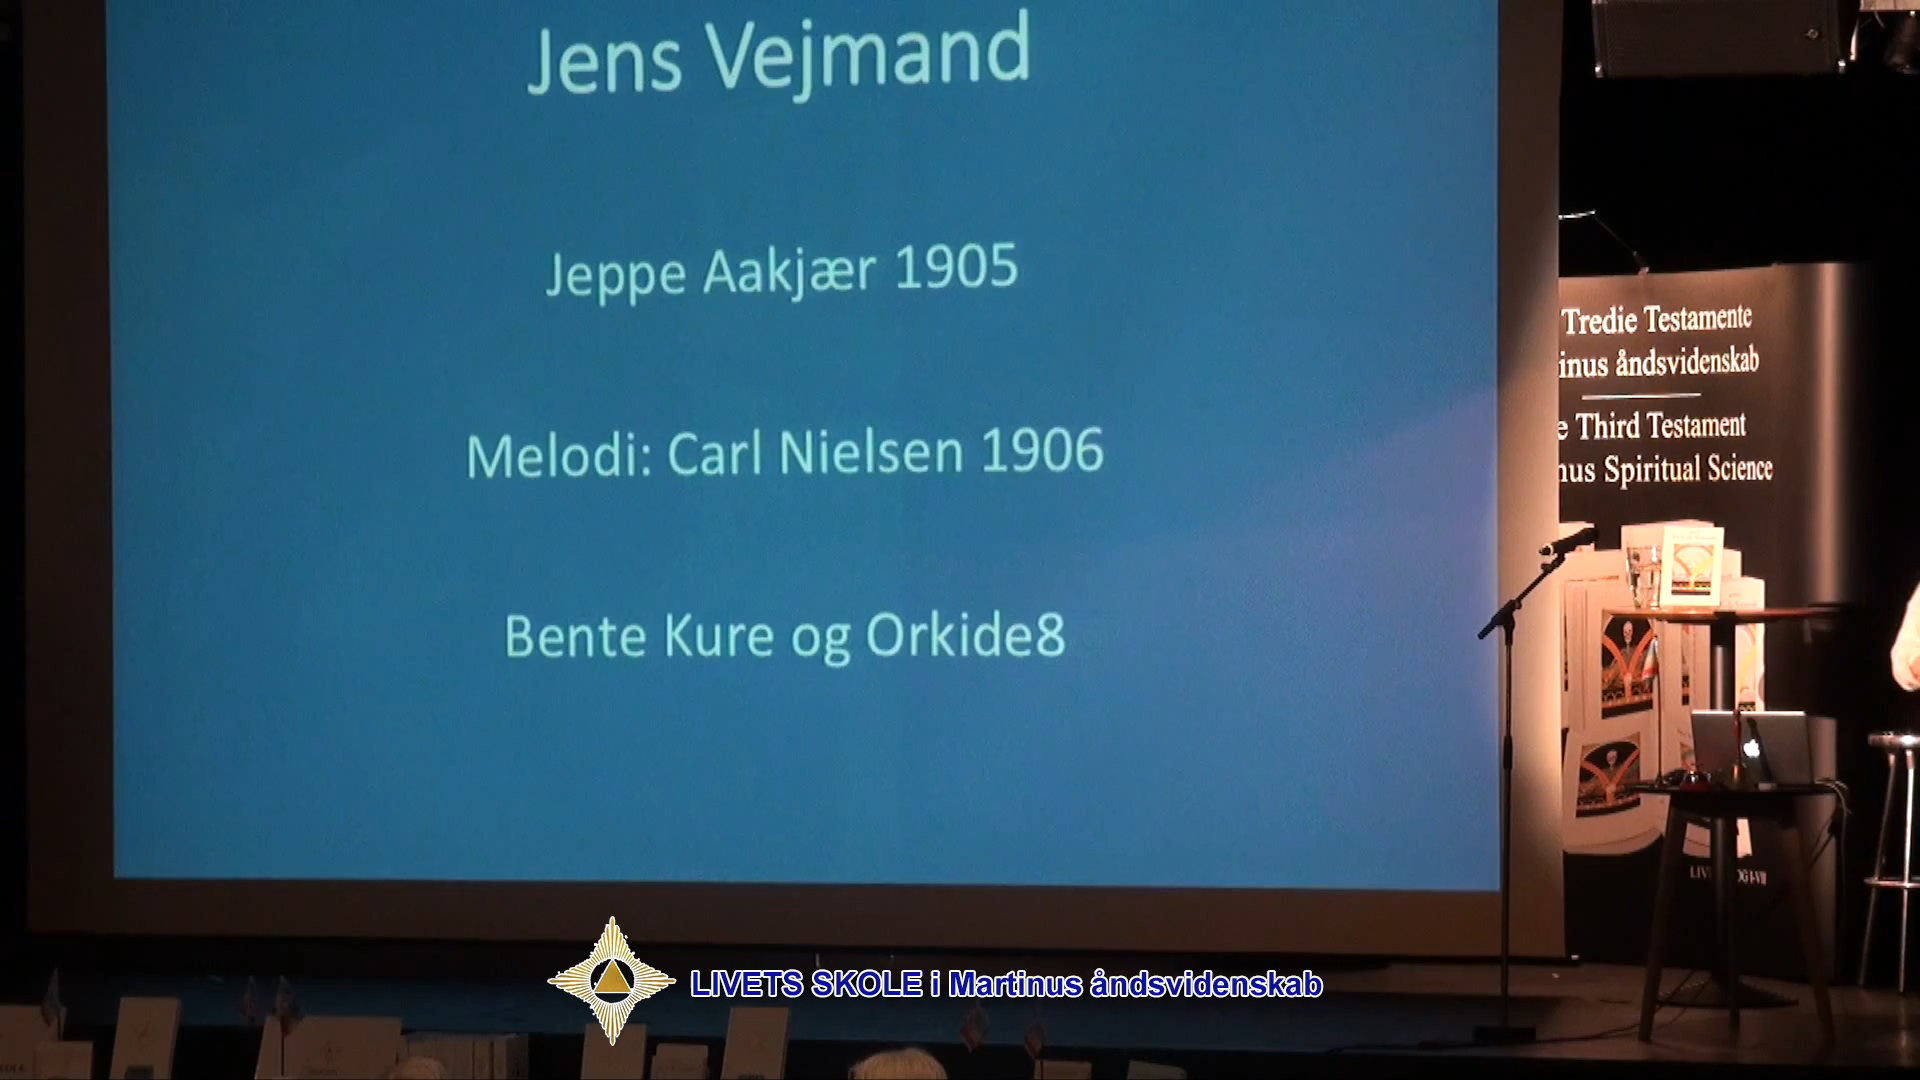 Jens Vejmand
Jeppe Aakjær 1905
Melodi: Carl Nielsen 1906
Bente Kure og Orkide8
Tredie Testamente
inus åndsvidenskab
e Third Testament
nus Spiritual Science
LIVETS SKOLE i Martinus åndsvidenskab